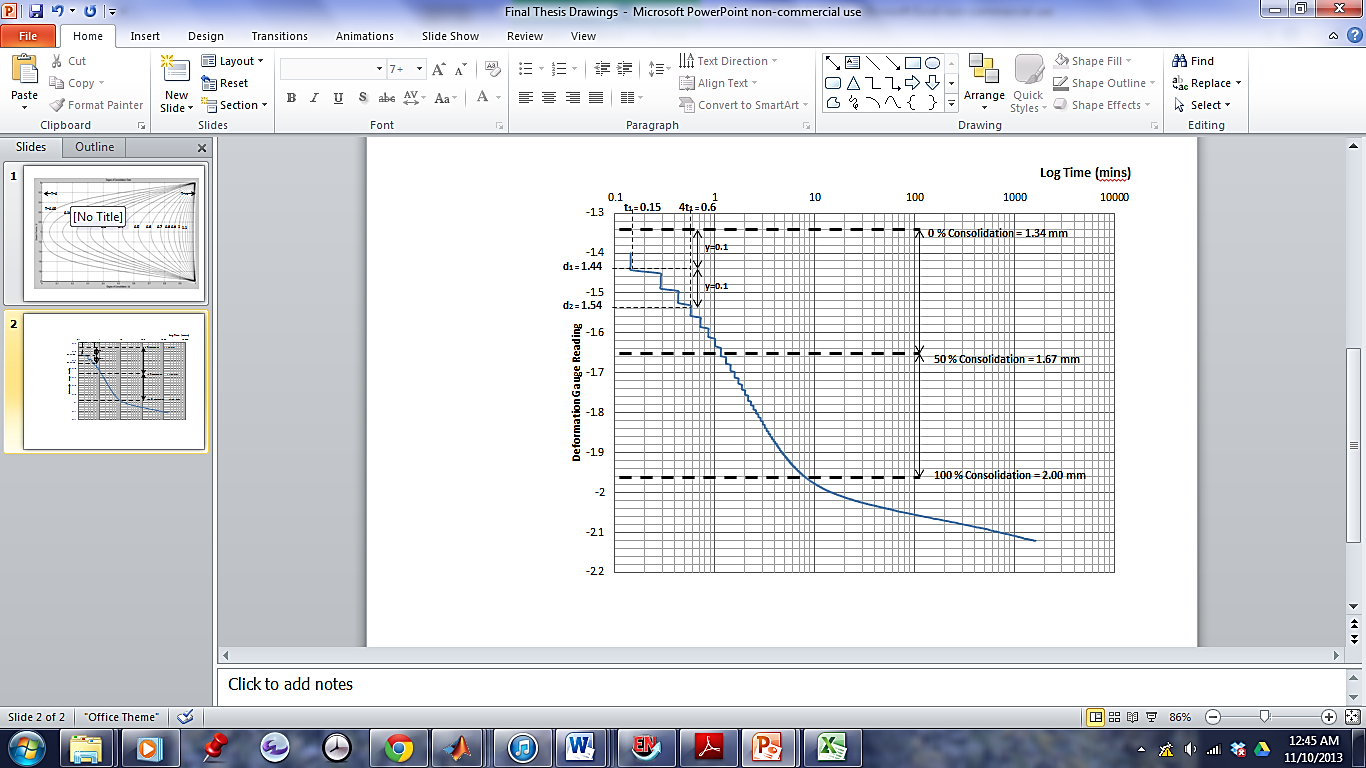 Final Thesis Drawings - Microsoft PowerPoint non-commercial use
File Home Insert Design Transitions Animations Slide Show Review View
Paste
Cut
Copy
Format Painter
Clipboard
New Slide
Layout
Reset
Section
Slides
7+
B I U S abc AV Aa A
Font
Text Direction
Align Text
Convert to SmartArt
Paragraph
Arrange
Quick Styles
Shape Fill
Shape Outline
Shape Effects
Drawing
Find
Replace
Select
Editing
Slides Outline
1
[No Title]
2
Log Time (mins)
0.1 1 10 100 1000 10000
t1 = 0.15 4t1 = 0.6
-1.3
0 % Consolidation = 1.34 mm
y=0.1
-1.4
d1 = 1.44
y=0.1
-1.5
d2 = 1.54
-1.6
50 % Consolidation = 1.67 mm
-1.7
-1.8
-1.9
100 % Consolidation = 2.00 mm
-2
-2.1
-2.2
Deformation Gauge Reading
Click to add notes
Slide 2 of 2 "Office Theme" 86%
12:45 AM
11/10/2013